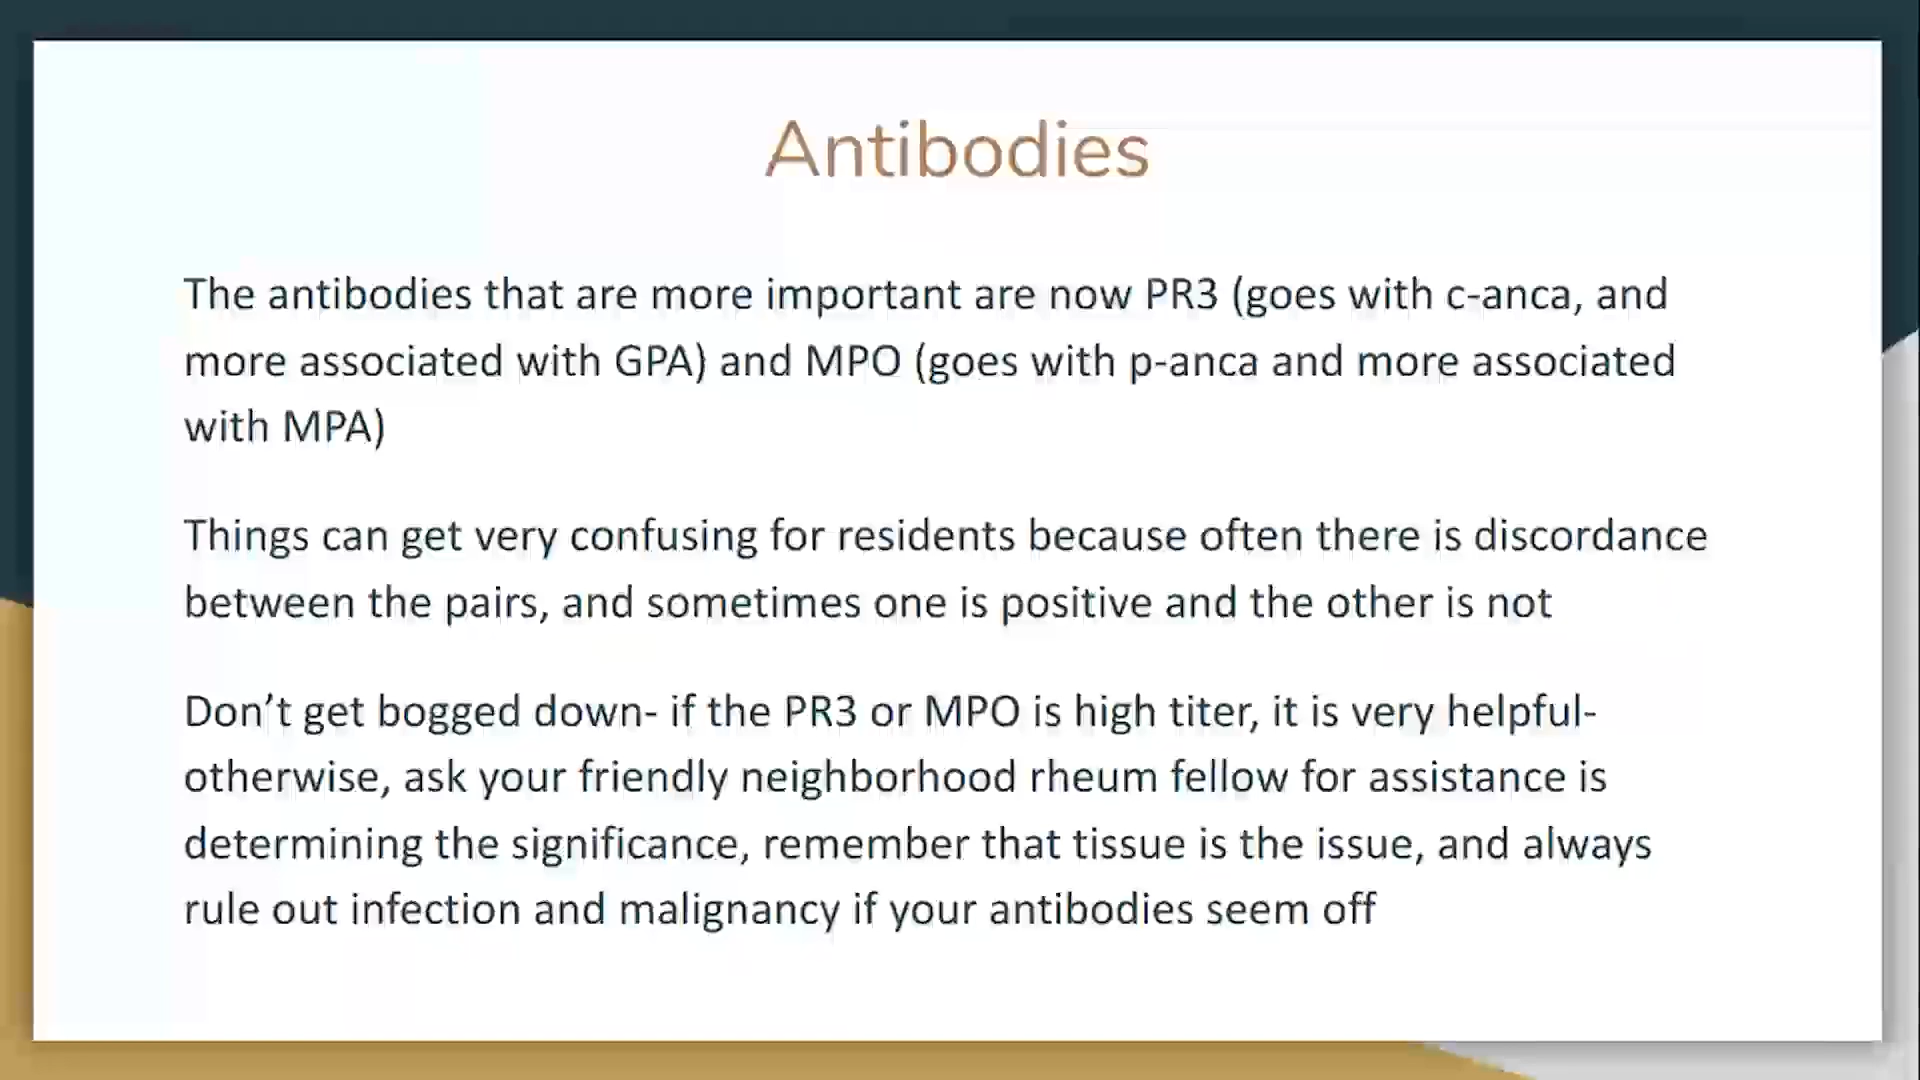 Antibodies
The antibodies that are more important are now PR3 (goes with c-anca, and
more associated with GPA) and MPO (goes with p-anca and more associated
with MPA)
Things can get very confusing for residents because often there is discordance
between the pairs, and sometimes one is positive and the other is not
Don’t get bogged down- if the PR3 or MPO is high titer, it is very helpful-
otherwise, ask your friendly neighborhood rheum fellow for assistance is
determining the significance, remember that tissue is the issue, and always
rule out infection and malignancy if your antibodies seem off